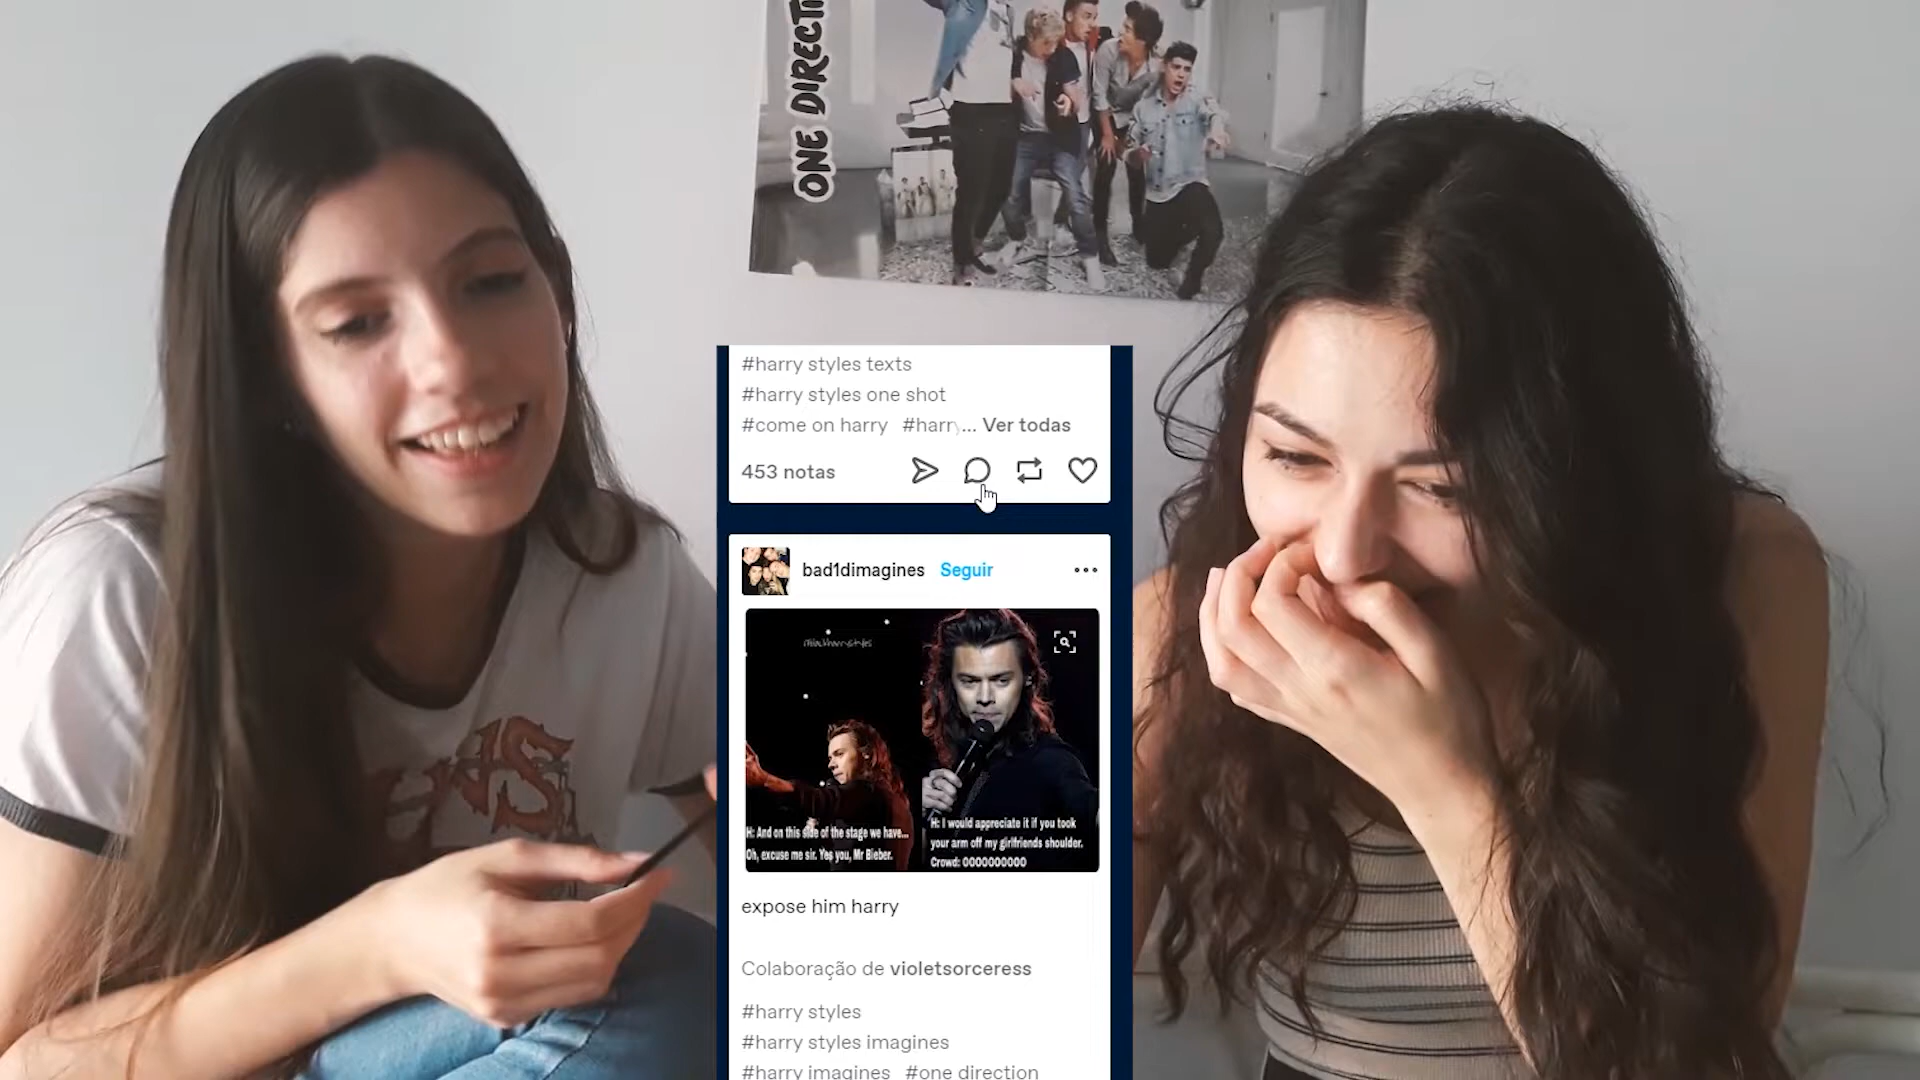 ONE DIRECTI
#harry styles texts
#harry styles one shot
#come on harry #harry... Ver todas
453 notas
bad1dimagines Seguir
H: And on this side of the stage we have...
Oh, excuse me sir. Yes you, Mr Bieber.
H: I would appreciate it if you took
your arm off my girlfriends shoulder.
Crowd: OOOOOOOOOO
expose him harry
Colaboração de violetsorceress
#harry styles
#harry styles imagines
#harry imagines #one direction